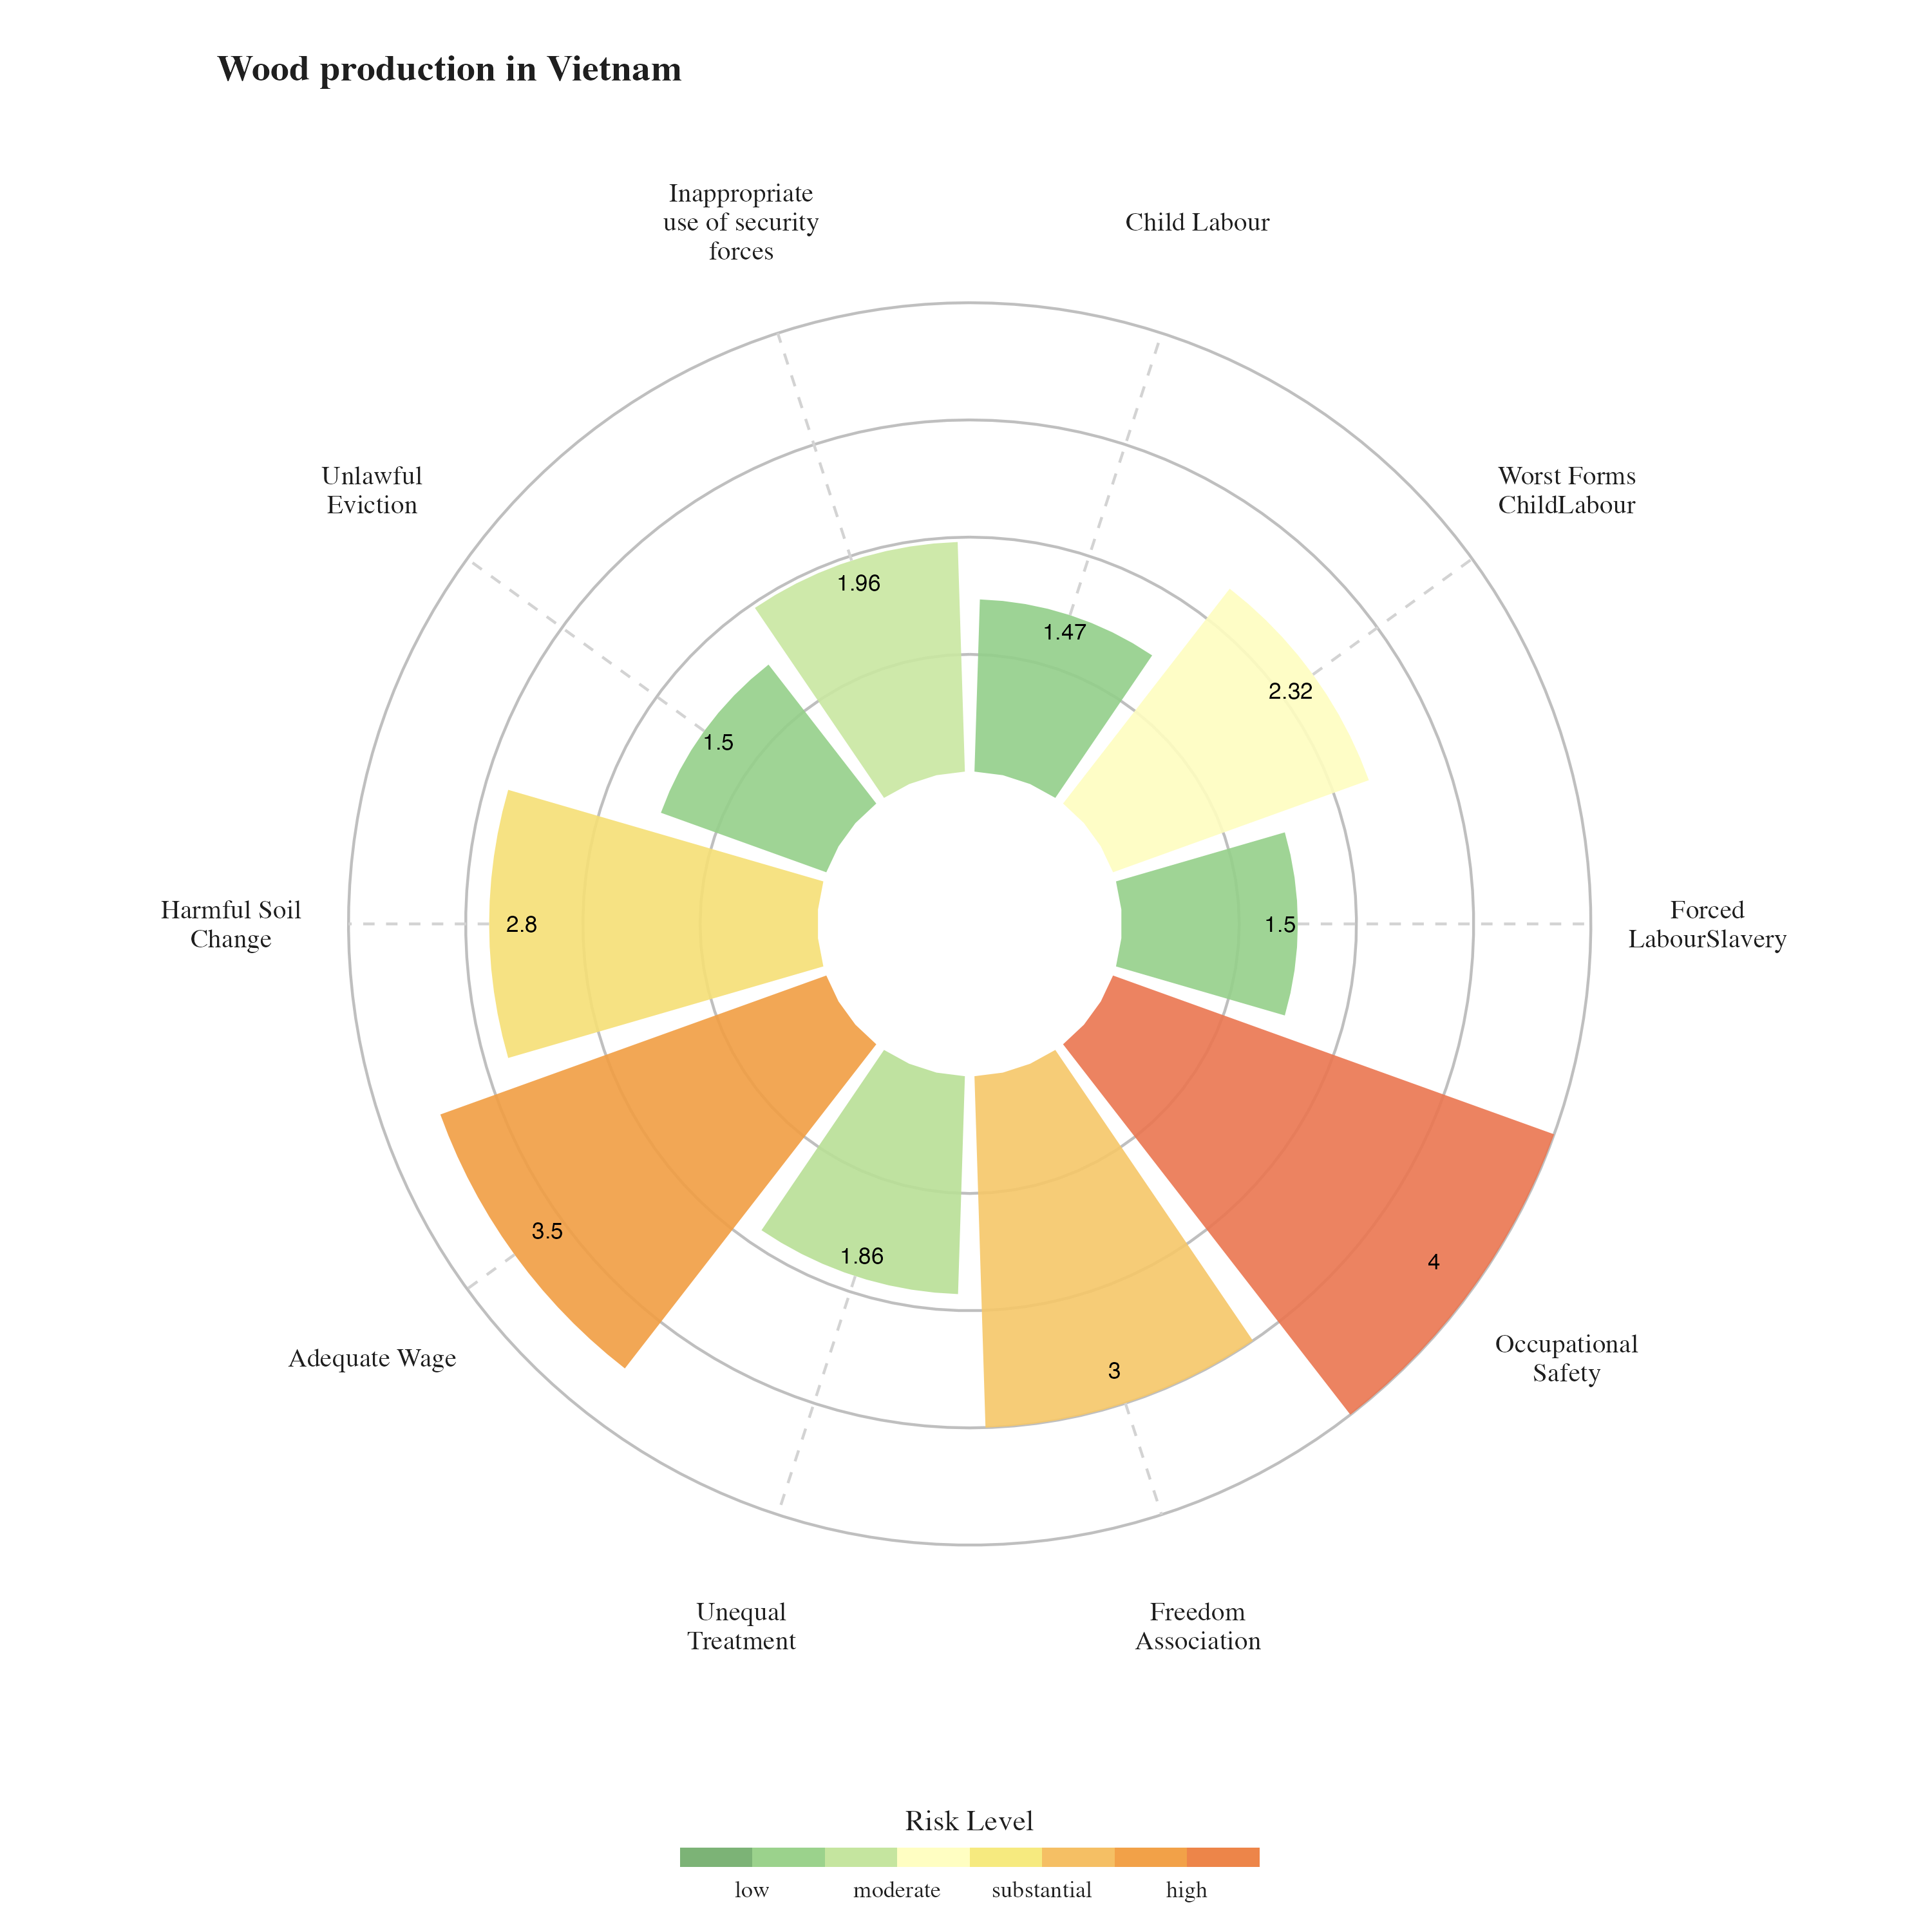 Wood production in Vietnam
Inappropriate
use of security
forces
Child Labour
Unlawful
Eviction
Worst Forms
ChildLabour
1.96
1.47
2.32
1.5
Harmful Soil
Change
2.8
1.5
Forced
LabourSlavery
3.5
1.86
3
4
Adequate Wage
Occupational
Safety
Unequal
Treatment
Freedom
Association
Risk Level
low moderate substantial high